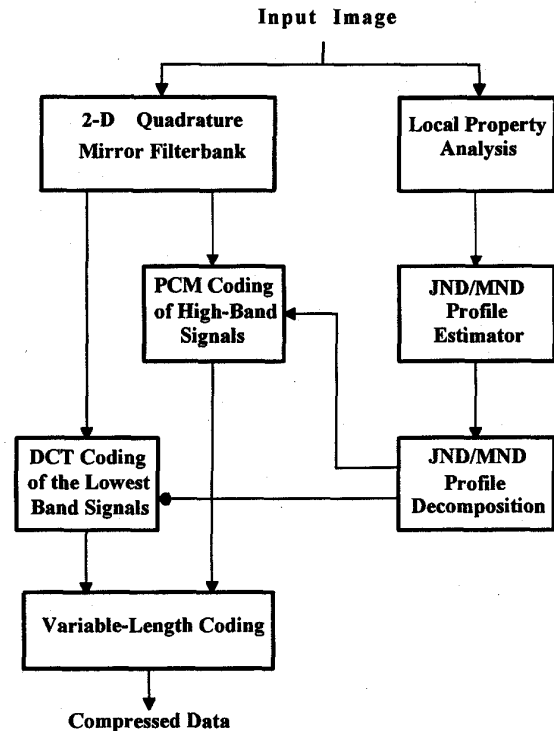 Input Image
2-D Quadrature
Mirror Filterbank
Local Property
Analysis
PCM Coding
of High-Band
Signals
JND/MND
Profile
Estimator
DCT Coding
of the Lowest
Band Signals
JND/MND
Profile
Decomposition
Variable-Length Coding
Compressed Data